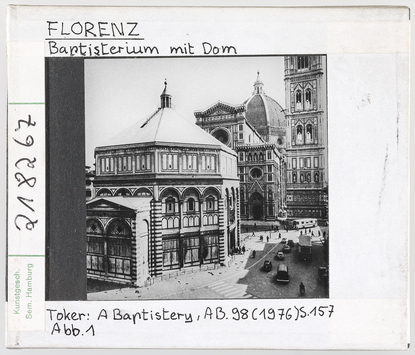 FLORENZ
Baptisterium mit Dom
218267
Kunstgesch.
Sem. Hamburg
Toker: A Baptistery, AB. 98 (1976) S. 157
Abb. 1